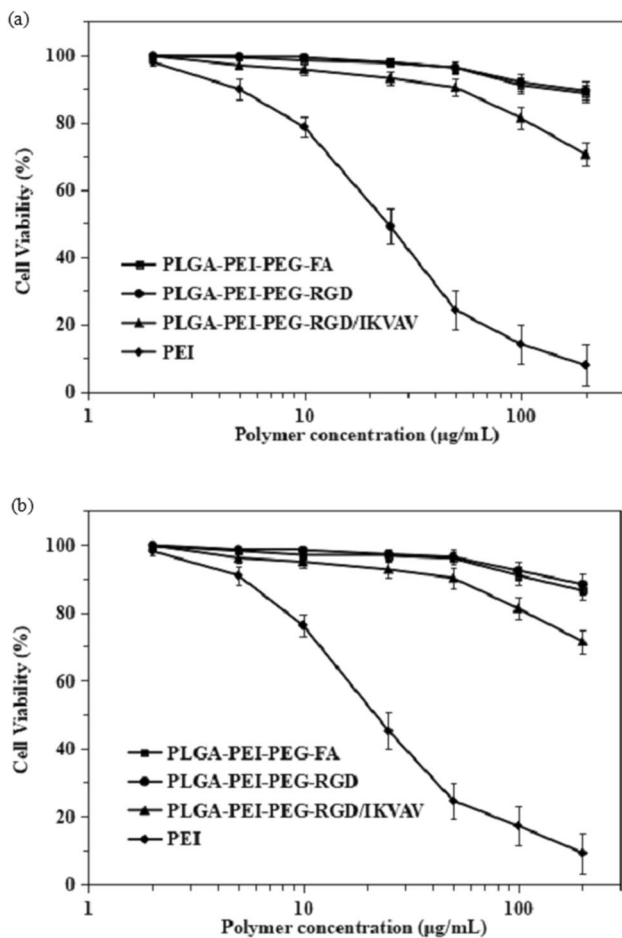 (a)
100
80
60
40
20
0
Cell Viability (%)
PLGA-PEI-PEG-FA
PLGA-PEI-PEG-RGD
PLGA-PEI-PEG-RGD/IKVAV
PEI
1
10
100
Polymer concentration (µg/mL)
(b)
100
80
60
40
20
0
Cell Viability (%)
PLGA-PEI-PEG-FA
PLGA-PEI-PEG-RGD
PLGA-PEI-PEG-RGD/IKVAV
PEI
1
10
100
Polymer concentration (µg/mL)